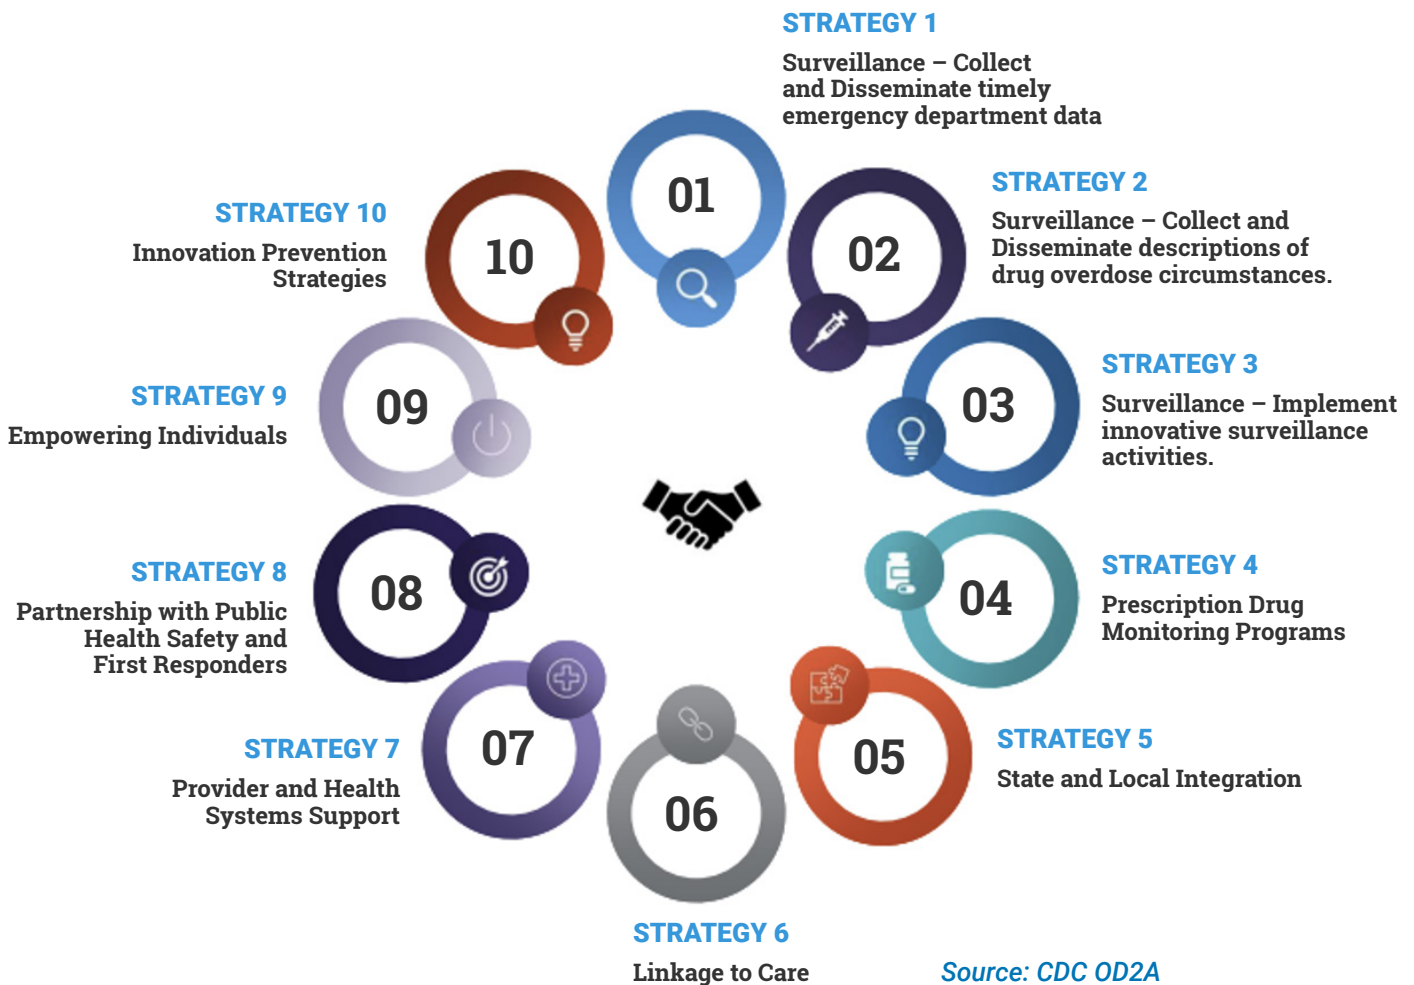 STRATEGY 1
Surveillance – Collect
and Disseminate timely
emergency department data
01
STRATEGY 2
Surveillance – Collect and
Disseminate descriptions of
drug overdose circumstances.
02
STRATEGY 3
Surveillance – Implement
innovative surveillance
activities.
03
STRATEGY 4
Prescription Drug
Monitoring Programs
04
STRATEGY 5
State and Local Integration
05
06
STRATEGY 6
Linkage to Care
STRATEGY 7
Provider and Health
Systems Support
07
STRATEGY 8
Partnership with Public
Health Safety and
First Responders
08
STRATEGY 9
Empowering Individuals
09
STRATEGY 10
Innovation Prevention
Strategies
10
Source: CDC OD2A